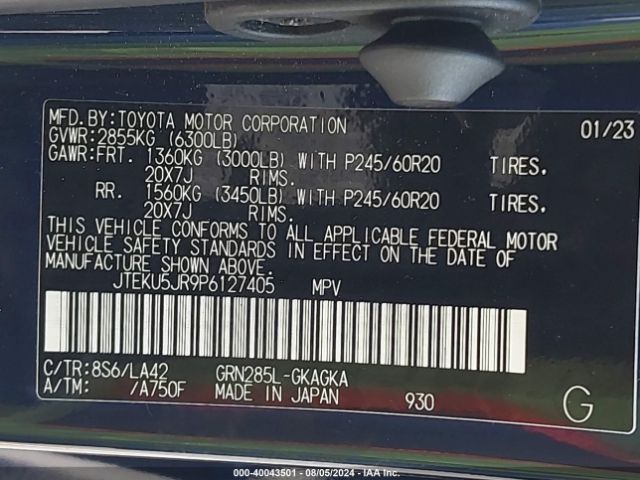 MFD.BY:TOYOTA MOTOR CORPORATION 01/23
GVWR:2855KG (6300LB)
GAWR:FRT. 1360KG (3000LB) WITH P245/60R20 TIRES.
20X7J RIMS.
RR. 1560KG (3450LB) WITH P245/60R20 TIRES.
20X7J RIMS.
THIS VEHICLE CONFORMS TO ALL APPLICABLE FEDERAL MOTOR
VEHICLE SAFETY STANDARDS IN EFFECT ON THE DATE OF
MANUFACTURE SHOWN ABOVE.
JTEKU5JR9P6127405 MPV
C/TR:8S6/LA42 GRN285L-GKAGKA
A/TM: /A750F MADE IN JAPAN 930 G
000-40043501 - 08/05/2024 - IAA Inc.